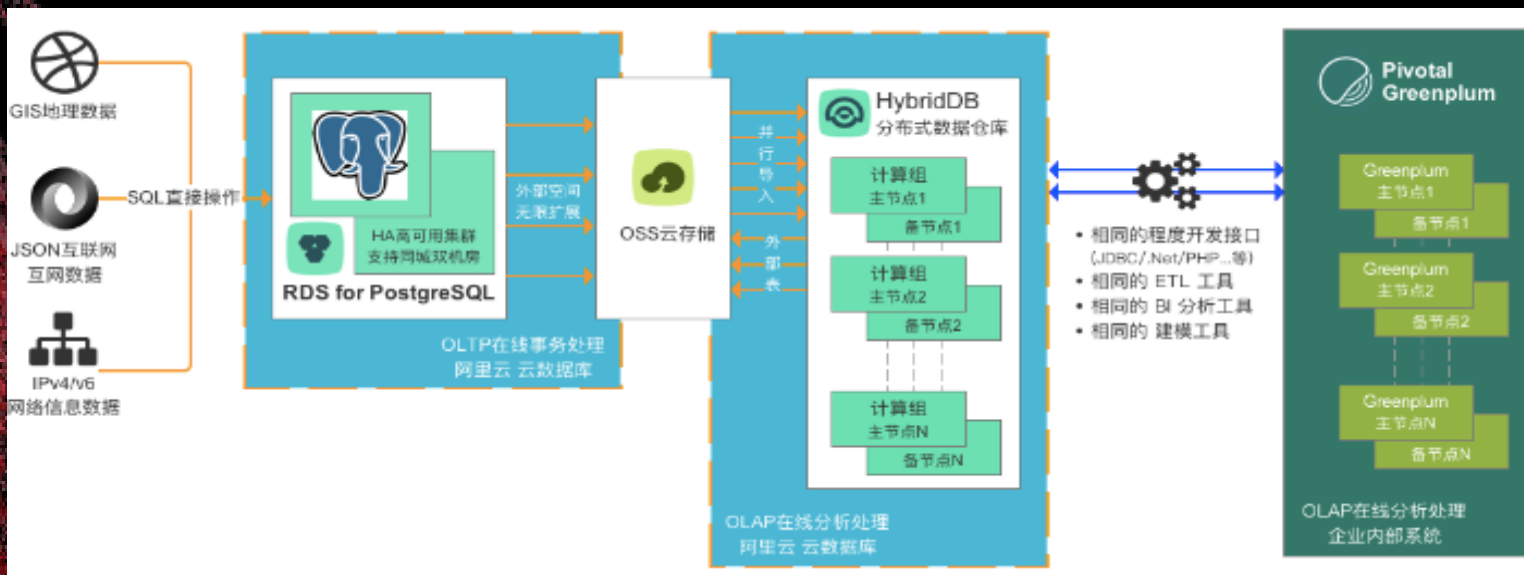 GIS地理数据
JSON互联网
互网数据
IPv4/v6
网络信息数据
SQL直接操作
HA高可用集群
支持同城双机房
RDS for PostgreSQL
OLTP在线事务处理
阿里云 云数据库
外部空间
无限扩展
OSS云存储
并
行
导
入
外
部
表
HybridDB
分布式数据仓库
计算组
主节点1
备节点1
计算组
主节点2
备节点2
计算组
主节点N
备节点N
OLAP在线分析处理
阿里云 云数据库
• 相同的程度开发接口
(JDBC/.Net/PHP...等)
• 相同的 ETL 工具
• 相同的 BI 分析工具
• 相同的 建模工具
Pivotal
Greenplum
Greenplum
主节点1
备节点1
Greenplum
主节点2
备节点2
Greenplum
主节点N
备节点N
OLAP在线分析处理
企业内部系统